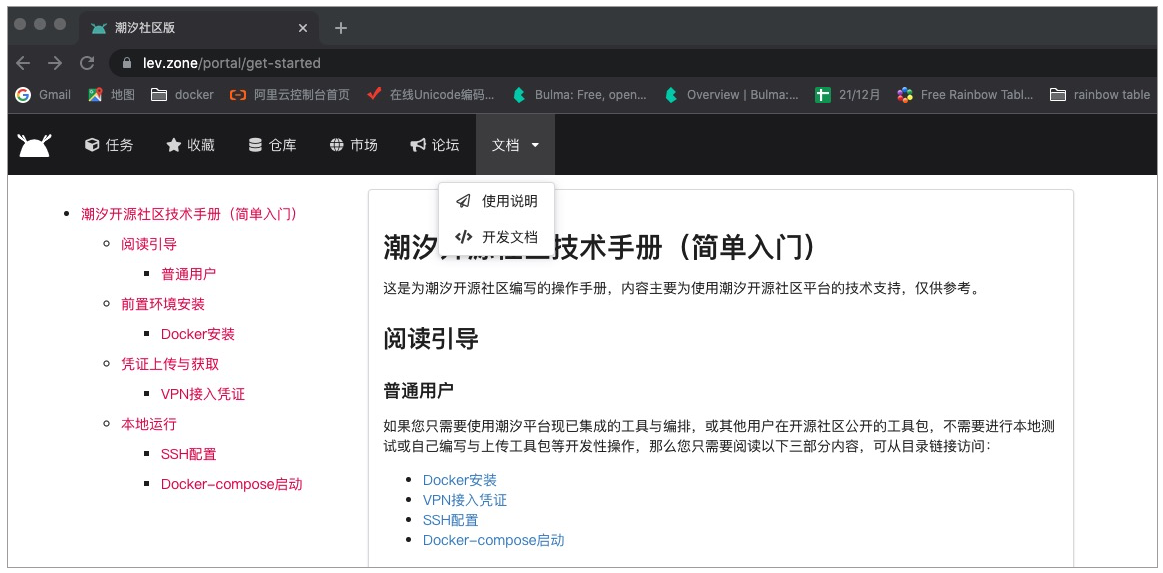 潮汐社区版
lev.zone/portal/get-started
Gmail 地图 docker 阿里云控制台首页 在线Unicode编码... Bulma: Free, open... Overview | Bulma:... 21/12月 Free Rainbow Tabl... rainbow table
任务 收藏 仓库 市场 论坛 文档
使用说明
开发文档
潮汐开源社区技术手册（简单入门）
阅读引导
普通用户
前置环境安装
Docker安装
凭证上传与获取
VPN接入凭证
本地运行
SSH配置
Docker-compose启动
潮汐开源社区技术手册（简单入门）
这是为潮汐开源社区编写的操作手册，内容主要为使用潮汐开源社区平台的技术支持，仅供参考。
阅读引导
普通用户
如果您只需要使用潮汐平台现已集成的工具与编排，或其他用户在开源社区公开的工具包，不需要进行本地测
试或自己编写与上传工具包等开发性操作，那么您只需要阅读以下三部分内容，可从目录链接访问：
Docker安装
VPN接入凭证
SSH配置
Docker-compose启动